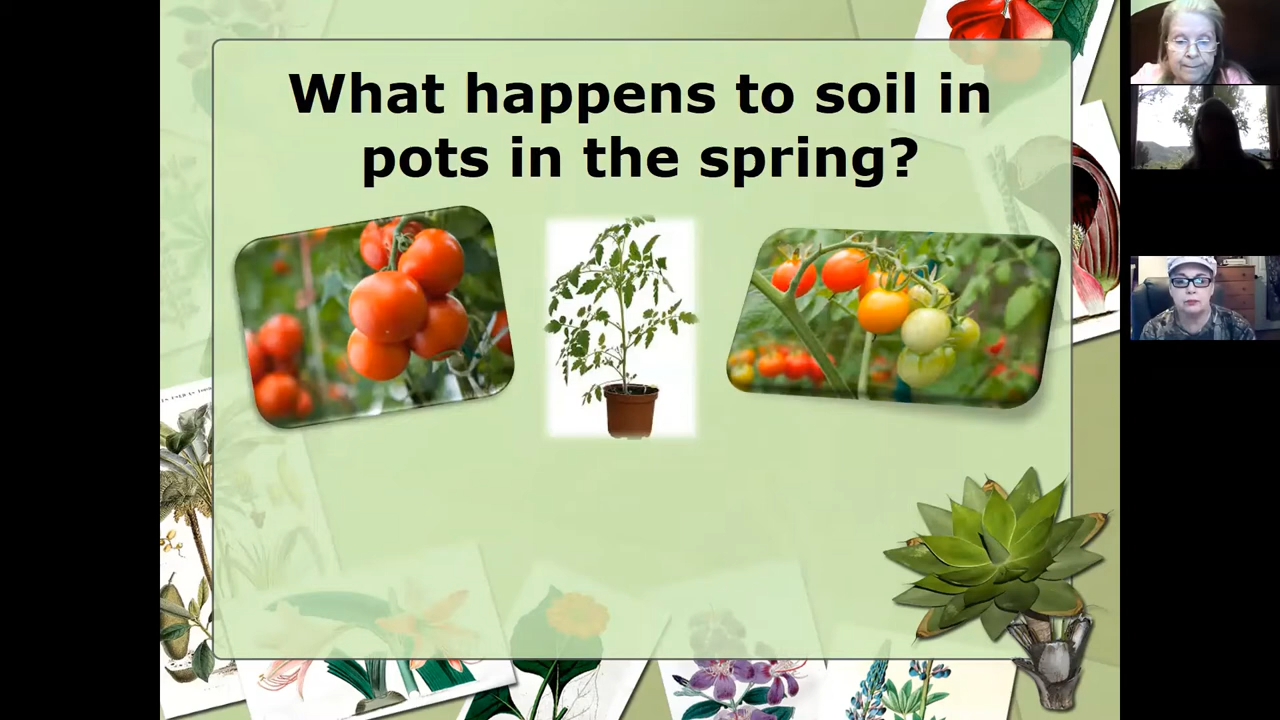 What happens to soil in
pots in the spring?